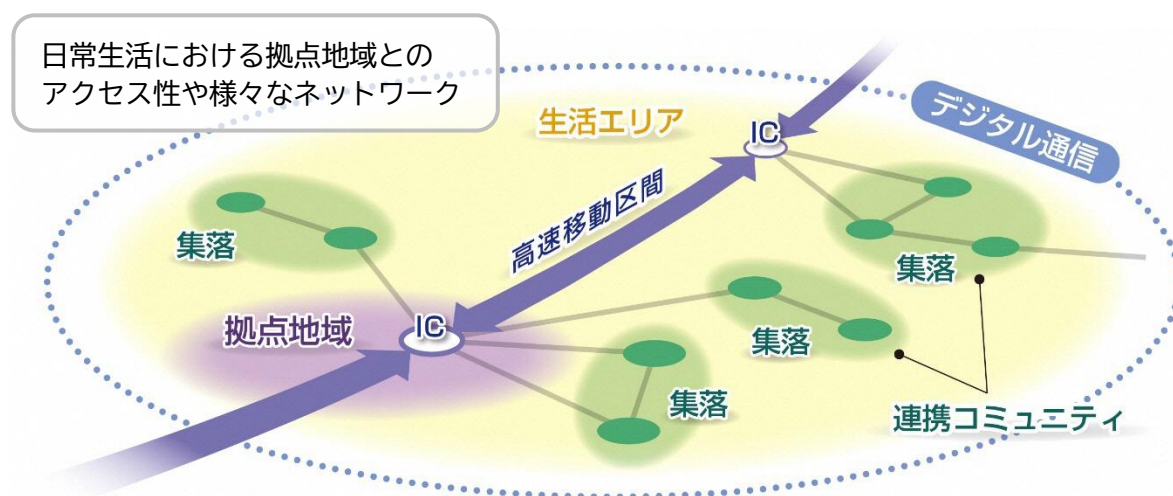 日常生活における拠点地域との
アクセス性や様々なネットワーク
生活エリア
IC
デジタル通信
高速移動区間
集落
集落
拠点地域
IC
集落
集落
連携コミュニティ